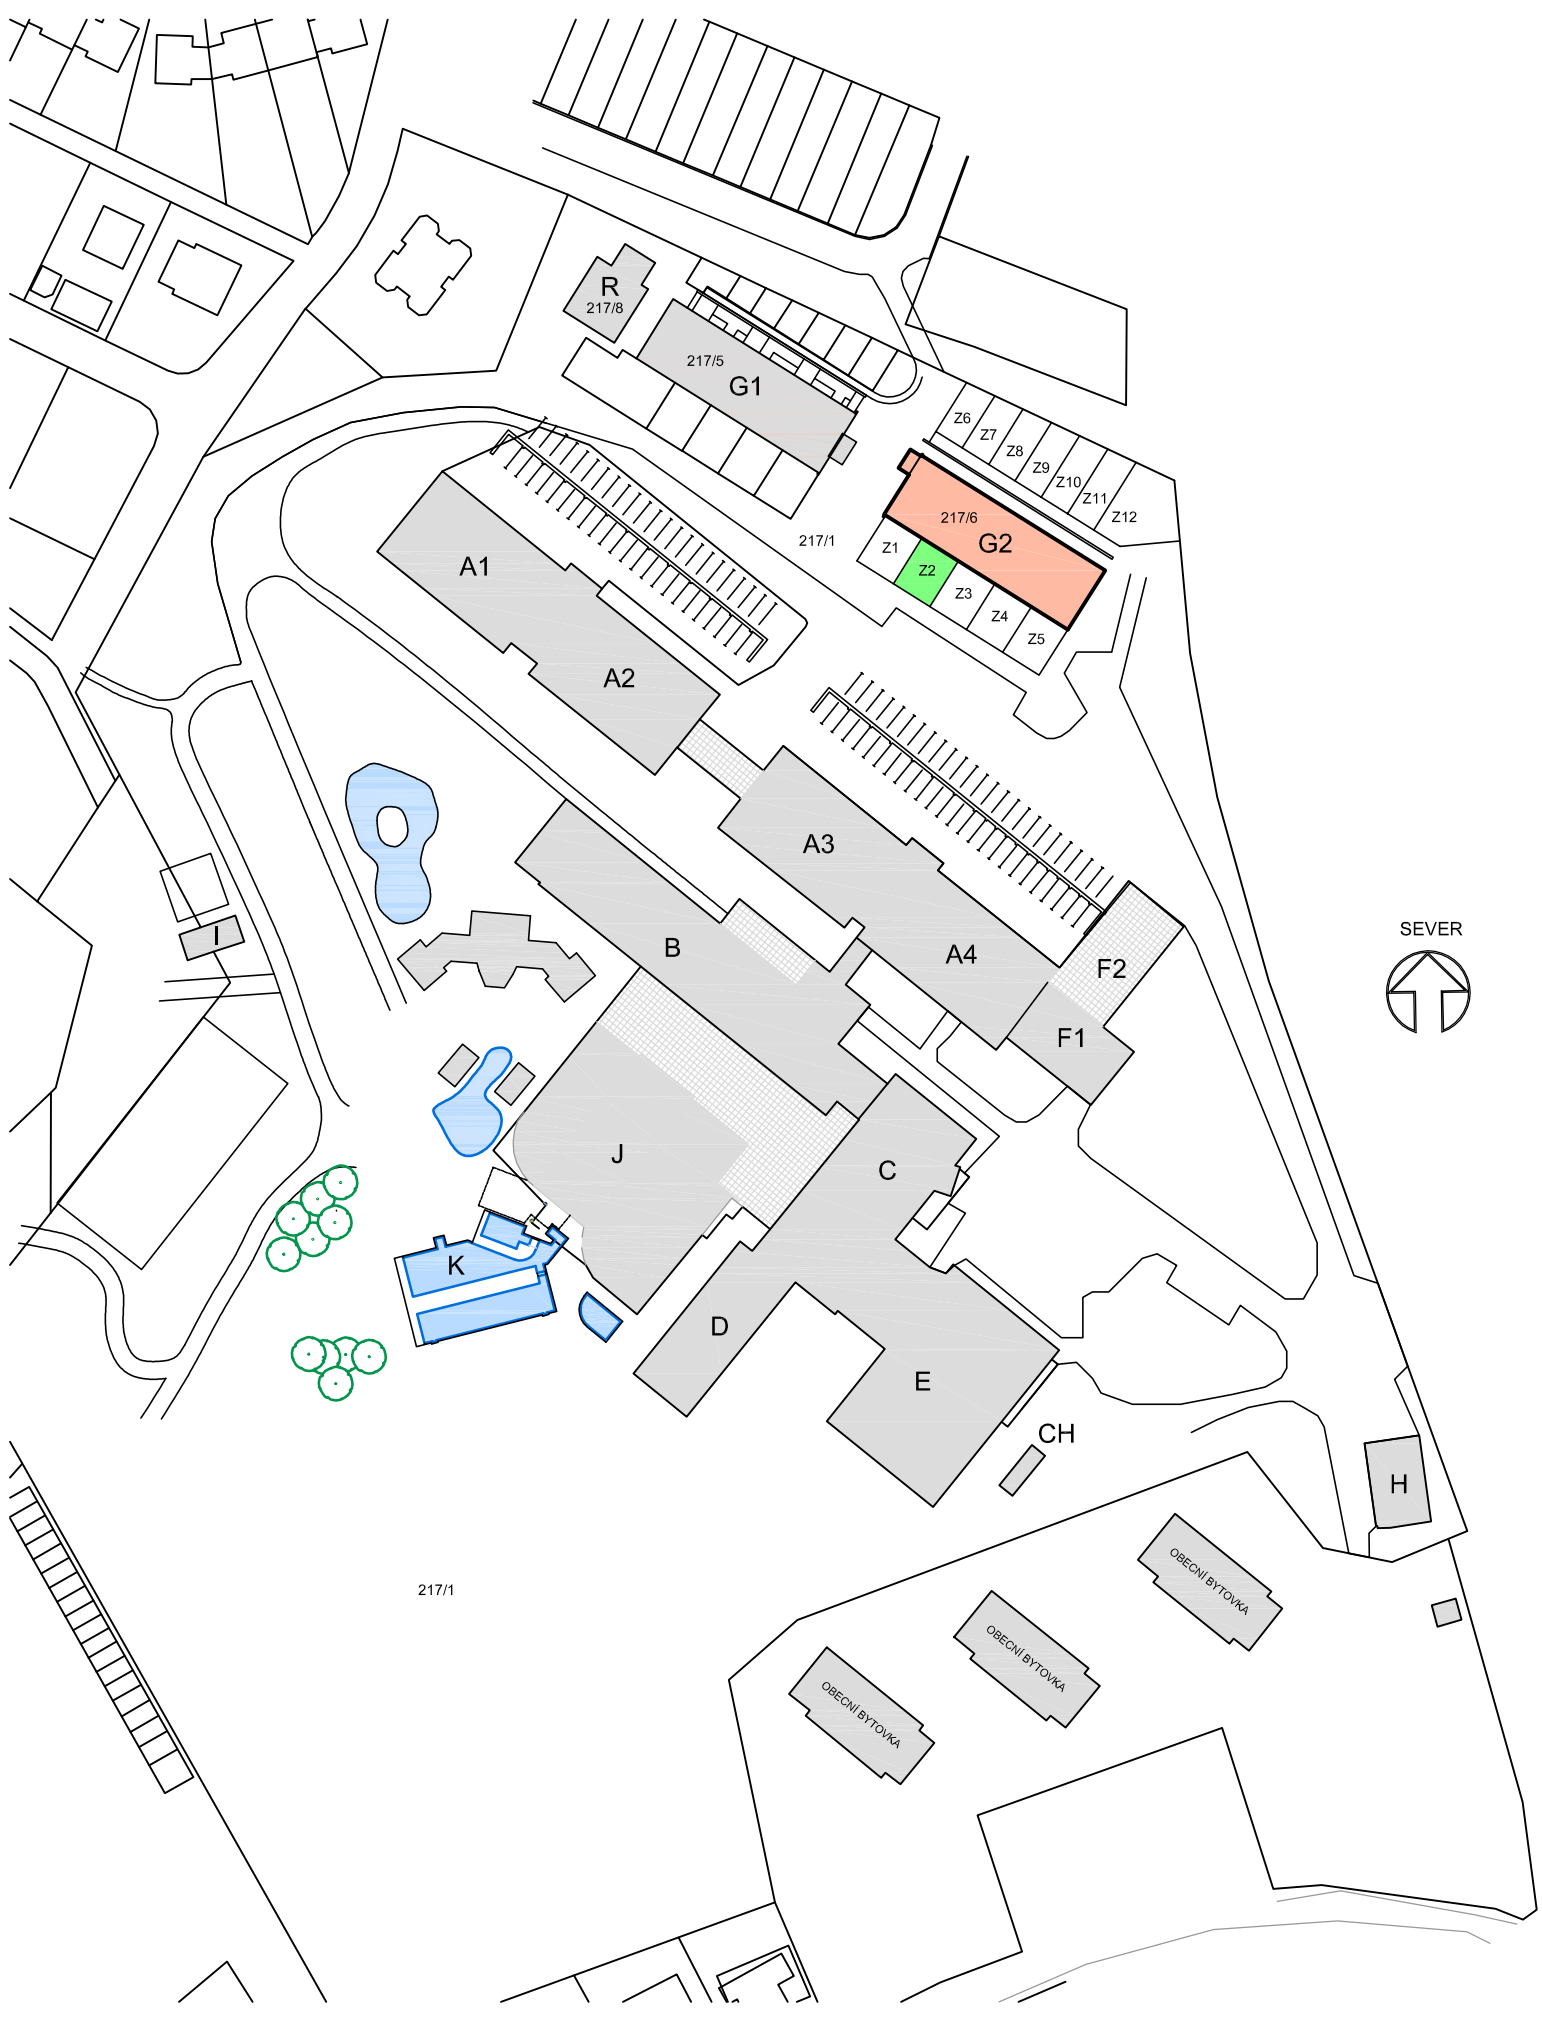 R
217/8
217/5
G1
Z6
Z7
Z8
Z9
Z10
Z11
Z12
217/6
G2
217/1
Z1
Z2
Z3
Z4
Z5
A1
A2
A3
A4
B
F2
F1
SEVER
I
J
C
K
D
E
CH
H
OBECNÍ BYTOVKA
OBECNÍ BYTOVKA
OBECNÍ BYTOVKA
217/1